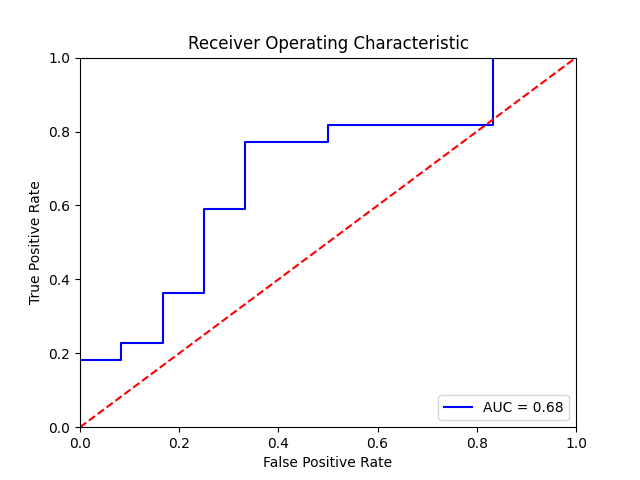 Receiver Operating Characteristic
1.0
0.8
0.6
0.4
0.2
0.0
True Positive Rate
AUC = 0.68
0.0 0.2 0.4 0.6 0.8 1.0
False Positive Rate